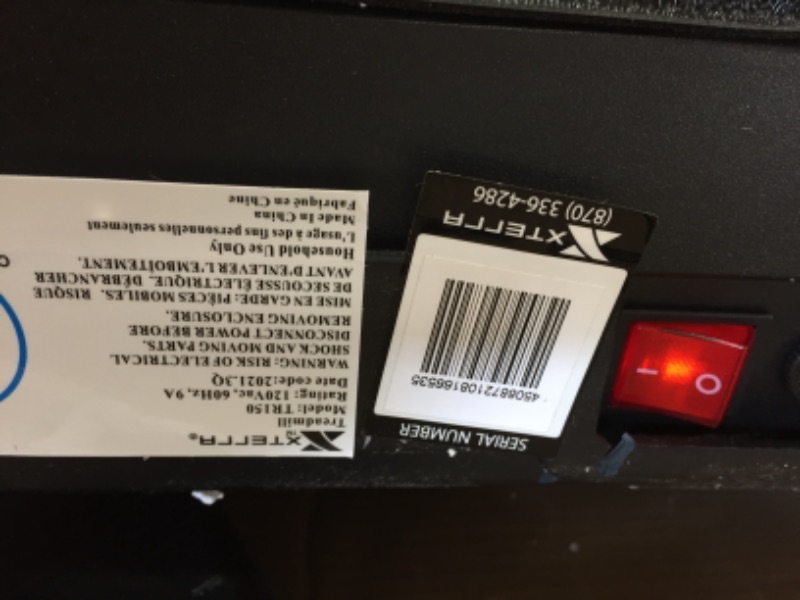 XTERRA®
Treadmill
Model: TR150
Rating: 120Vac, 60Hz, 9A
Date code: 2021.3Q
WARNING: RISK OF ELECTRICAL
SHOCK AND MOVING PARTS.
DISCONNECT POWER BEFORE
REMOVING ENCLOSURE.
MISE EN GARDE: PIÈCES MOBILES. RISQUE
DE SECOUSSE ÉLECTRIQUE. DÉBRANCHER
AVANT D'ENLEVER L'EMBOÎTEMENT.
Household Use Only
L'usage à des fins personnelles seulement
Made In China
Fabriqué en Chine
SERIAL NUMBER
4508872108166535
XTERRA
(870) 336-4286
O I